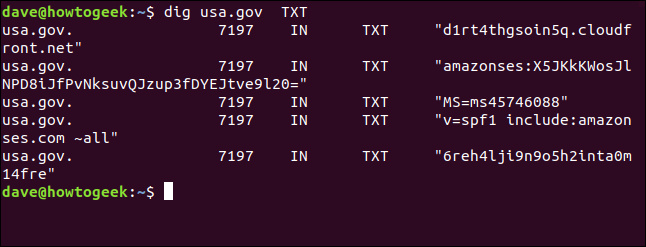 dave@howtogeek:~$ dig usa.gov  TXT
usa.gov.                7197    IN      TXT     "d1rt4thgsoin5q.cloudf
ront.net"
usa.gov.                7197    IN      TXT     "amazonses:X5JKkKWosJl
NPD8iJfPvNksuvQJzup3fDYEJtve9l20="
usa.gov.                7197    IN      TXT     "MS=ms45746088"
usa.gov.                7197    IN      TXT     "v=spf1 include:amazon
ses.com ~all"
usa.gov.                7197    IN      TXT     "6reh4lji9n9o5h2inta0m
14fre"
dave@howtogeek:~$